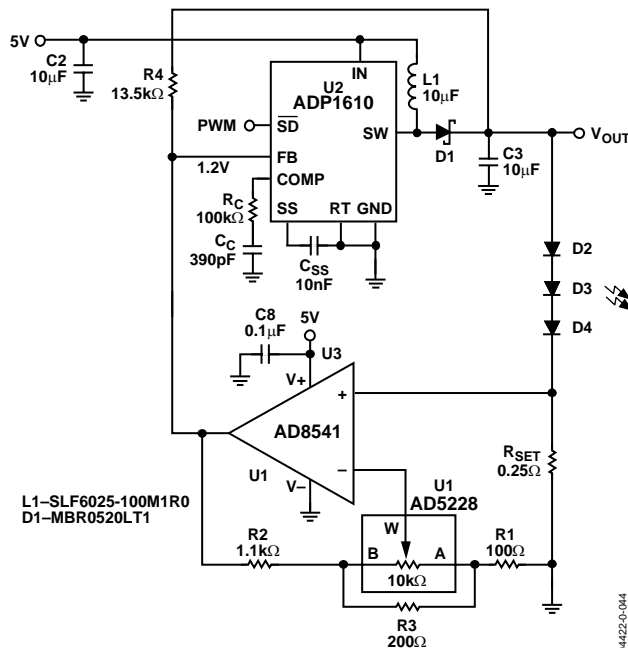 5V
C2
10μF
R4
13.5kΩ
IN
U2
ADP1610
L1
10μF
PWM
SD
SW
VOUT
D1
1.2V
FB
C3
10μF
COMP
RC
100kΩ
SS
RT
GND
CC
390pF
CSS
10nF
D2
D3
D4
C8
0.1μF
5V
U3
V+
+
AD8541
RSET
0.25Ω
–
U1
V–
U1
AD5228
L1–SLF6025-100M1R0
D1–MBR0520LT1
W
R2
1.1kΩ
B
A
R1
100Ω
10kΩ
R3
200Ω
04422-0-044